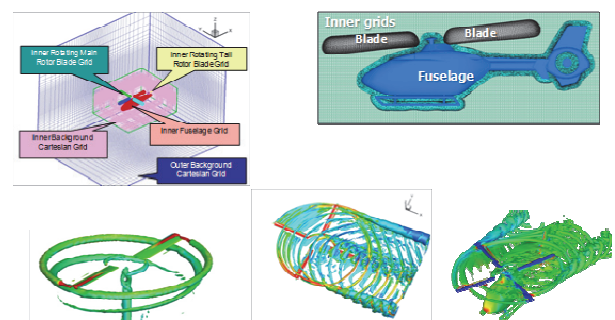 Inner Rotating Main
Rotor Blade Grid
Inner Rotating Tail
Rotor Blade Grid
Inner Background
Cartesian Grid
Inner Fuselage Grid
Outer Background
Cartesian Grid
Inner grids
Blade
Blade
Fuselage